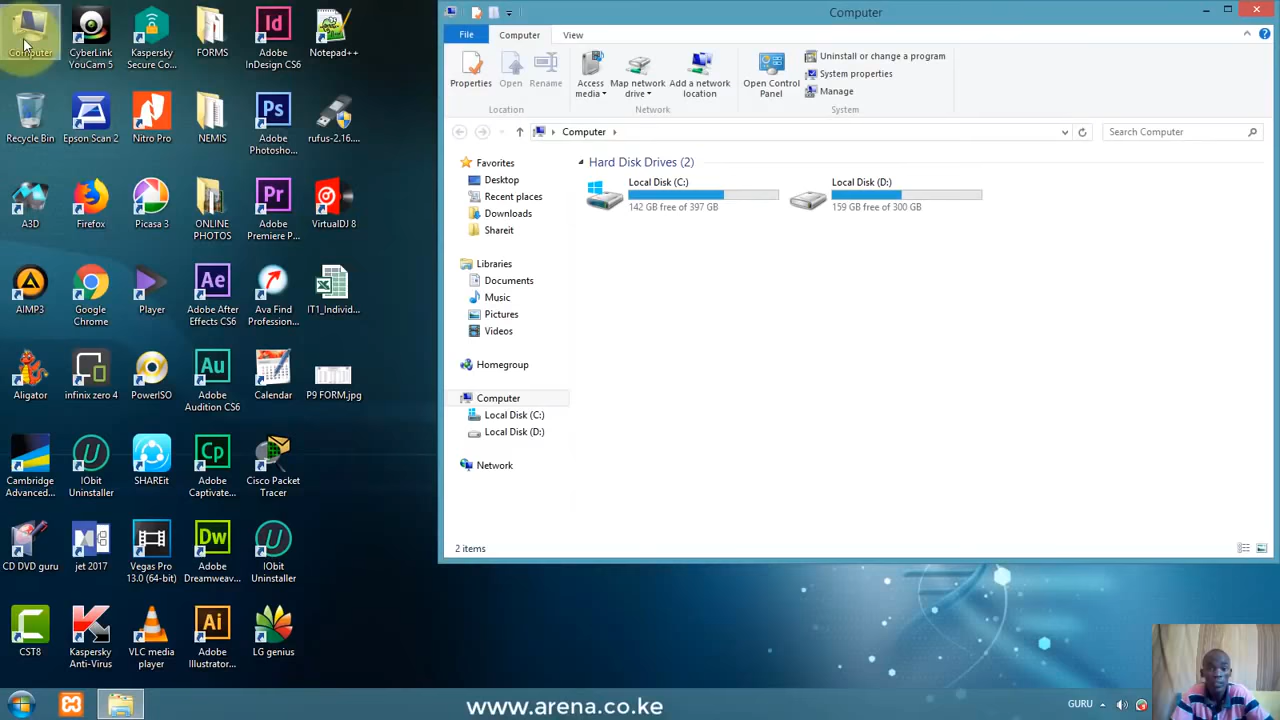 Computer
CyberLink
YouCam 5
Kaspersky
Secure Co...
FORMS
Adobe
InDesign CS6
Notepad++
Recycle Bin
Epson Scan 2
Nitro Pro
NEMIS
Adobe
Photosho...
rufus-2.16....
A3D
Firefox
Picasa 3
ONLINE
PHOTOS
Adobe
Premiere P...
VirtualDJ 8
AIMP3
Google
Chrome
Player
Adobe After
Effects CS6
Ava Find
Profession...
IT1_Individ...
Aligator
infinix zero 4
PowerISO
Adobe
Audition CS6
Calendar
P9 FORM.jpg
Cambridge
Advanced...
IObit
Uninstaller
SHAREit
Adobe
Captivate...
Cisco Packet
Tracer
CD DVD guru
jet 2017
Vegas Pro
13.0 (64-bit)
Adobe
Dreamweav...
IObit
Uninstaller
CST8
Kaspersky
Anti-Virus
VLC media
player
Adobe
Illustrator...
LG genius
Computer
File
Computer
View
Properties
Open
Rename
Access
media
Map network
drive
Add a network
location
Open Control
Panel
Uninstall or change a program
System properties
Manage
Location
Network
System
Computer
Search Computer
Favorites
Desktop
Recent places
Downloads
Shareit
Libraries
Documents
Music
Pictures
Videos
Homegroup
Computer
Local Disk (C:)
Local Disk (D:)
Network
Hard Disk Drives (2)
Local Disk (C:)
142 GB free of 397 GB
Local Disk (D:)
159 GB free of 300 GB
2 items
www.arena.co.ke
GURU